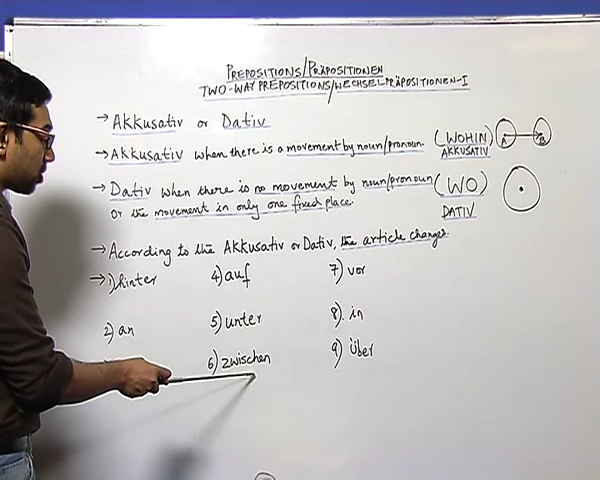 PREPOSITIONS/PRÄPOSITIONEN
TWO-WAY PREPOSITIONS/WECHSELPRÄPOSITIONEN-I
→ Akkusativ or Dativ
→ Akkusativ when there is a movement by noun/pronoun. (WOHIN) A B
AKKUSATIV
→ Dativ when there is no movement by noun/pronoun (WO)
or the movement in only one fixed place.
DATIV
→ According to the Akkusativ or Dativ, the article changes.
→ 1) hinter 4) auf 7) vor
2) an 5) unter 8). in
6) zwischen 9) Über